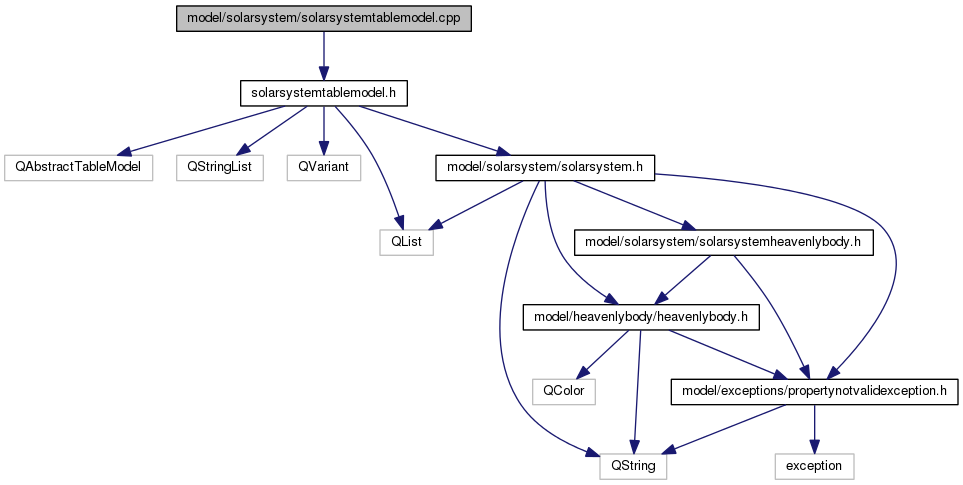 model/solarsystem/solarsystemtablemodel.cpp
solarsystemtablemodel.h
QAbstractTableModel
QStringList
QVariant
model/solarsystem/solarsystem.h
QList
model/solarsystem/solarsystemheavenlybody.h
model/heavenlybody/heavenlybody.h
QColor
model/exceptions/propertynotvalidexception.h
QString
exception